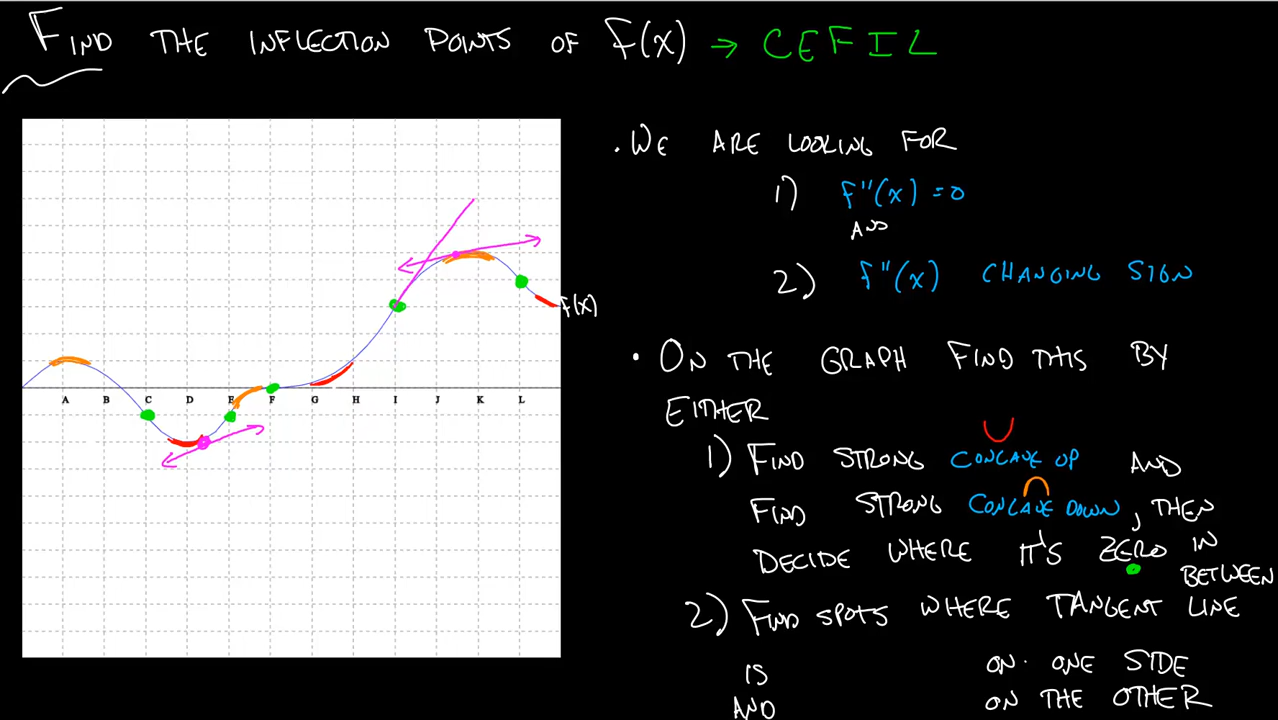 FIND THE INFLECTION POINTS OF F(X) → CEFIL
• WE ARE LOOKING FOR
1) f''(x) = 0
AND
2) f''(x) CHANGING SIGN
f(x)
A B C D E F G H I J K L
• ON THE GRAPH FIND THIS BY
EITHER
1) FIND STRONG CONCAVE UP AND
FIND STRONG CONCAVE DOWN, THEN
DECIDE WHERE IT'S ZERO IN
BETWEEN
2) FIND SPOTS WHERE TANGENT LINE
IS ON ONE SIDE
AND ON THE OTHER